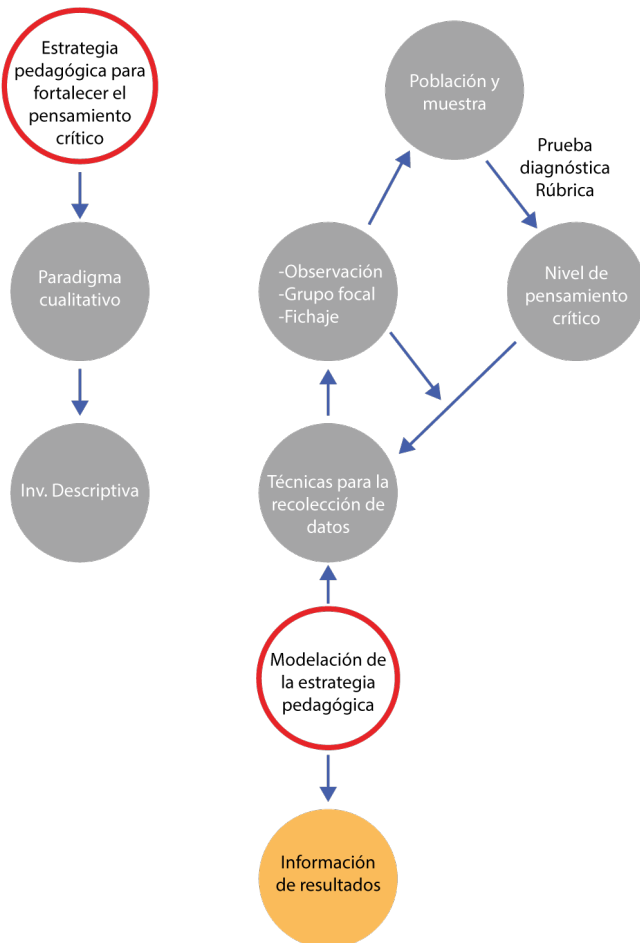 Estrategia
pedagógica para
fortalecer el
pensamiento
crítico
Paradigma
cualitativo
Inv. Descriptiva
Población y
muestra
Prueba
diagnóstica
Rúbrica
-Observación
-Grupo focal
-Fichaje
Nivel de
pensamiento
crítico
Técnicas para la
recolección de
datos
Modelación de
la estrategia
pedagógica
Información
de resultados